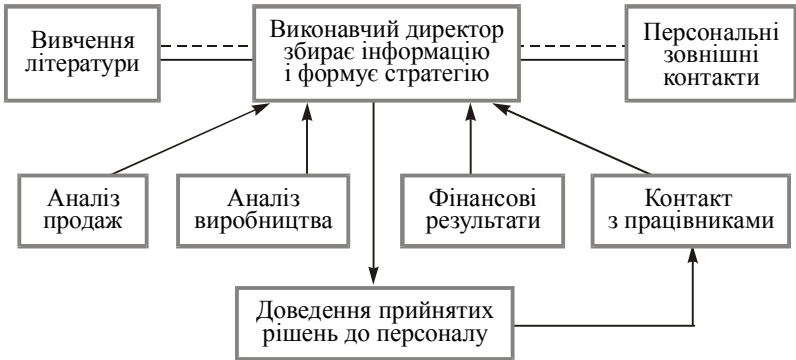 Вивчення
літератури
Виконавчий директор
збирає інформацію
і формує стратегію
Персональні
зовнішні
контакти
Аналіз
продаж
Аналіз
виробництва
Фінансові
результати
Контакт
з працівниками
Доведення прийнятих
рішень до персоналу